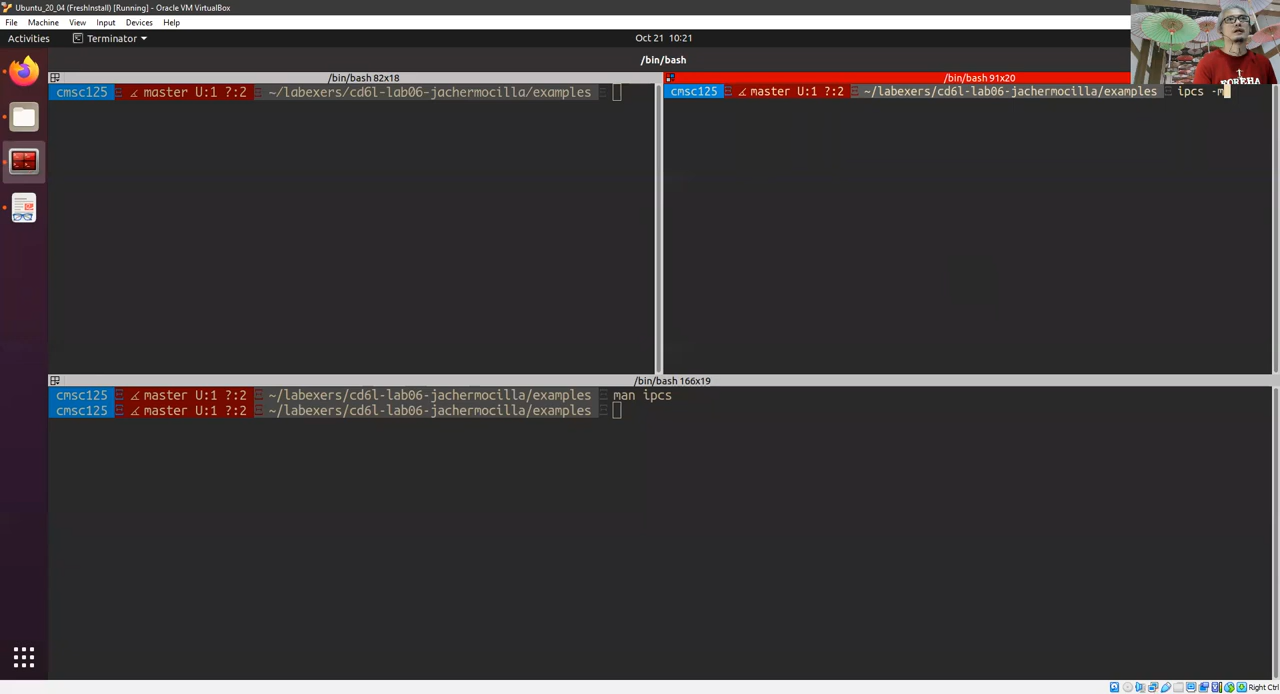 Ubuntu_20_04 (FreshInstall) [Running] - Oracle VM VirtualBox
File Machine View Input Devices Help
Activities Terminator Oct 21 10:21
/bin/bash
/bin/bash 82x18
cmsc125 master U:1 ?:2 ~/labexers/cd6l-lab06-jachermocilla/examples
/bin/bash 91x20
cmsc125 master U:1 ?:2 ~/labexers/cd6l-lab06-jachermocilla/examples ipcs -m
/bin/bash 166x19
cmsc125 master U:1 ?:2 ~/labexers/cd6l-lab06-jachermocilla/examples man ipcs
cmsc125 master U:1 ?:2 ~/labexers/cd6l-lab06-jachermocilla/examples
Right Ctrl